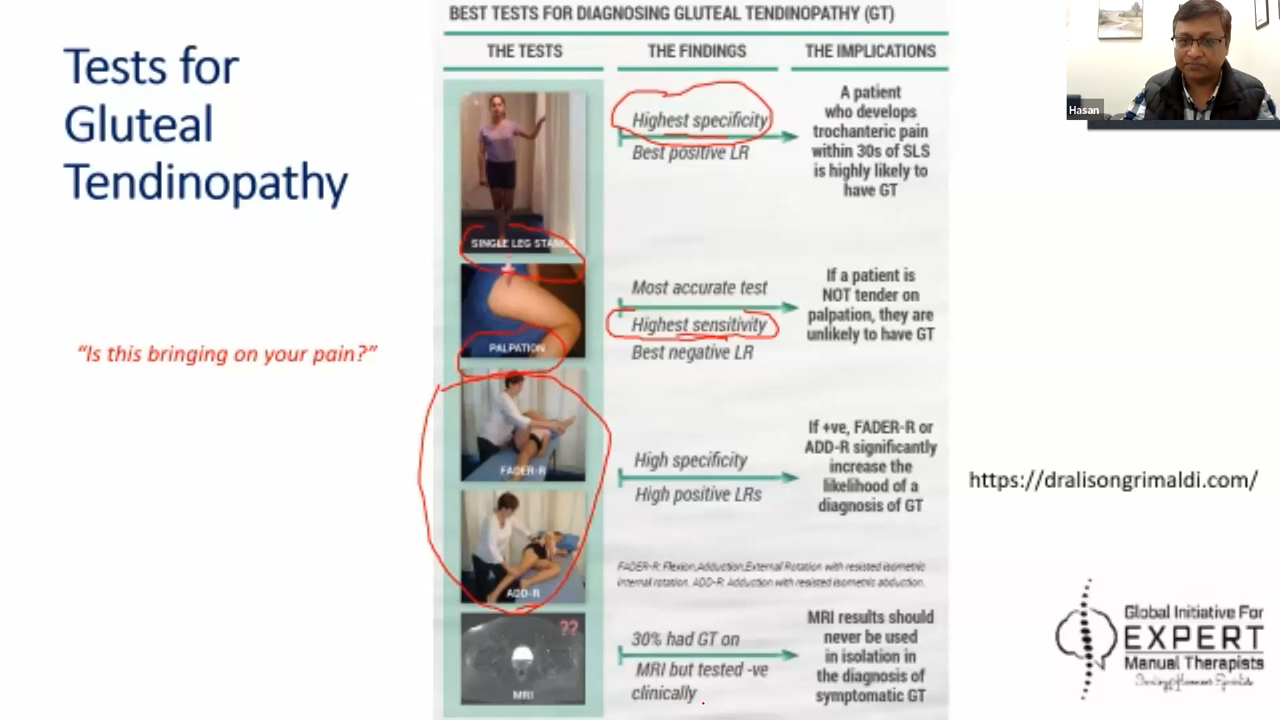 Tests for
Gluteal
Tendinopathy
"Is this bringing on your pain?"
BEST TESTS FOR DIAGNOSING GLUTEAL TENDINOPATHY (GT)
THE TESTS
THE FINDINGS
THE IMPLICATIONS
SINGLE LEG
Highest specificity
Best positive LR
A patient
who develops
trochanteric pain
within 30s of SLS
is highly likely to
have GT
PALPATION
Most accurate test
Highest sensitivity
Best negative LR
If a patient is
NOT tender on
palpation, they are
unlikely to have GT
FADER-R
ADD-R
High specificity
High positive LRs
If +ve, FADER-R or
ADD-R significantly
increase the
likelihood of a
diagnosis of GT
FADER-R: Flexion,Adduction,External Rotation with resisted isometric
internal rotation. ADD-R: Adduction with resisted isometric abduction.
??
MRI
30% had GT on
MRI but tested -ve
clinically
MRI results should
never be used
in isolation in
the diagnosis of
symptomatic GT
Hasan
https://dralisongrimaldi.com/
Global Initiative For
EXPERT
Manual Therapists